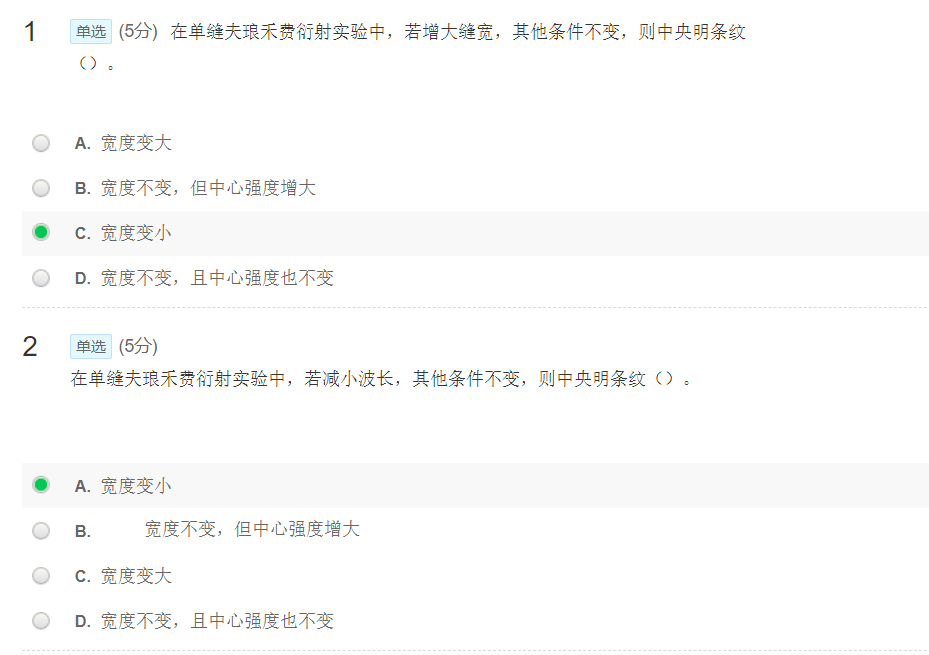 1 单选 (5分) 在单缝夫琅禾费衍射实验中，若增大缝宽，其他条件不变，则中央明条纹
（）。
A. 宽度变大
B. 宽度不变，但中心强度增大
C. 宽度变小
D. 宽度不变，且中心强度也不变
2 单选 (5分)
在单缝夫琅禾费衍射实验中，若减小波长，其他条件不变，则中央明条纹（）。
A. 宽度变小
B. 宽度不变，但中心强度增大
C. 宽度变大
D. 宽度不变，且中心强度也不变